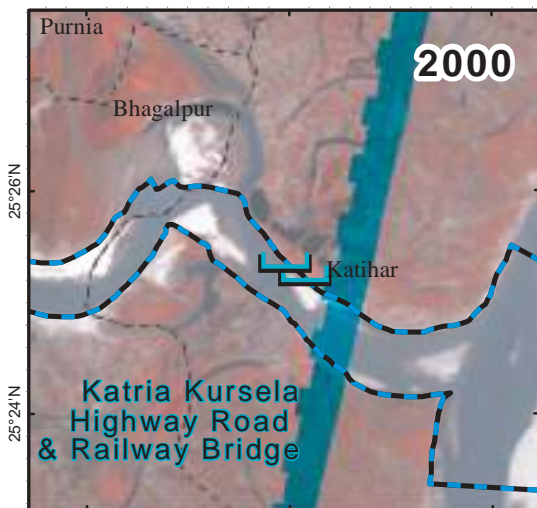 Purnia
2000
Bhagalpur
25°26'N
Katihar
25°24'N
Katria Kursela
Highway Road
& Railway Bridge